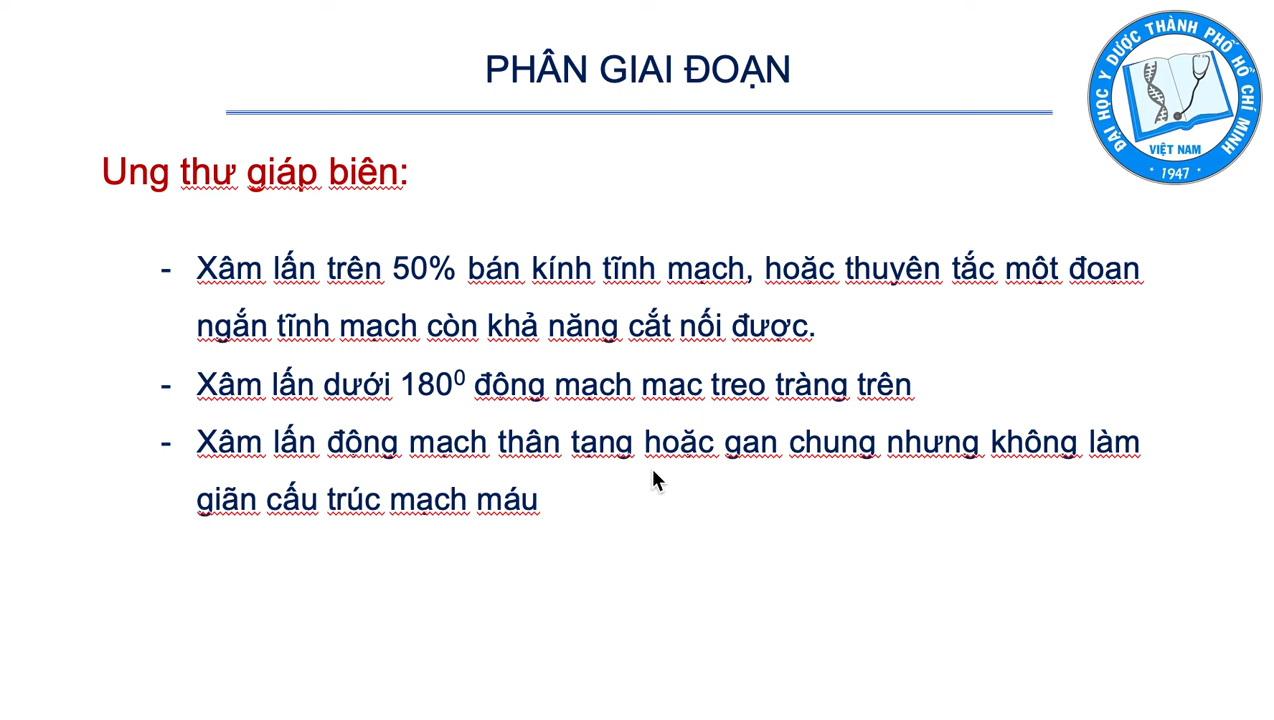 PHÂN GIAI ĐOẠN
ĐẠI HỌC Y DƯỢC THÀNH PHỐ HỒ CHÍ MINH
VIỆT NAM
1947
Ung thư giáp biên:
- Xâm lấn trên 50% bán kính tĩnh mạch, hoặc thuyên tắc một đoạn
ngắn tĩnh mạch còn khả năng cắt nối được.
- Xâm lấn dưới 180⁰ động mạch mạc treo tràng trên
- Xâm lấn động mạch thân tạng hoặc gan chung nhưng không làm
giãn cấu trúc mạch máu